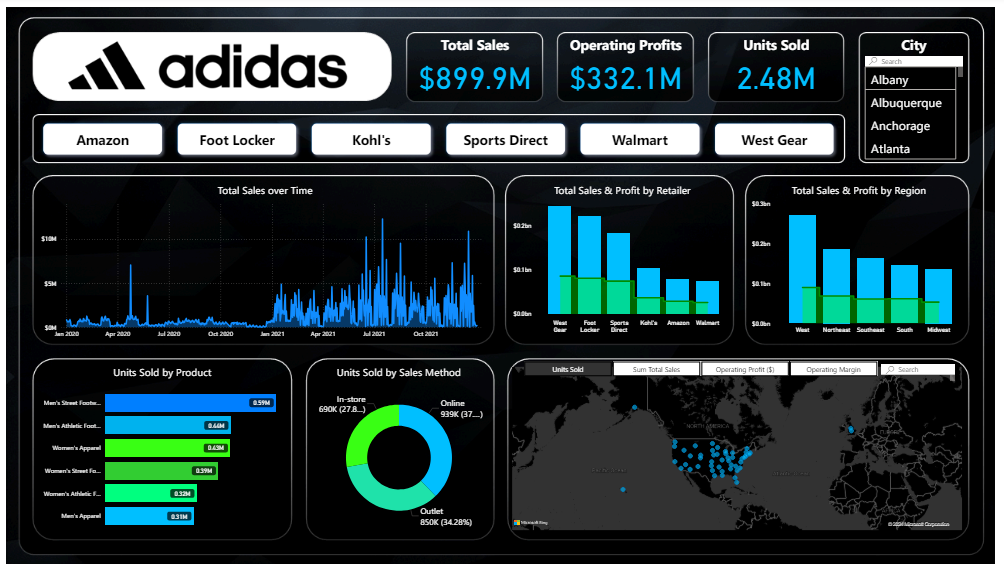 adidas
Total Sales
$899.9M
Operating Profits
$332.1M
Units Sold
2.48M
City
Search
Albany
Albuquerque
Anchorage
Atlanta
Amazon
Foot Locker
Kohl's
Sports Direct
Walmart
West Gear
Total Sales over Time
$10M
$5M
$0M
Jan 2020
Apr 2020
Jul 2020
Oct 2020
Jan 2021
Apr 2021
Jul 2021
Oct 2021
Total Sales & Profit by Retailer
$0.2bn
$0.1bn
$0.0bn
West
Gear
Foot
Locker
Sports
Direct
Kohl's
Amazon
Walmart
Total Sales & Profit by Region
$0.3bn
$0.2bn
$0.1bn
$0.0bn
West
Northeast
Southeast
South
Midwest
Units Sold by Product
Men's Street Footw...
0.59M
Men's Athletic Foot...
0.44M
Women's Apparel
0.43M
Women's Street Fo...
0.39M
Women's Athletic F...
0.32M
Men's Apparel
0.31M
Units Sold by Sales Method
In-store
690K (27.8...)
Online
939K (37....)
Outlet
850K (34.28%)
Units Sold
Sum Total Sales
Operating Profit ($)
Operating Margin
Search
NORTH AMERICA
Microsoft Bing
Microsoft Corporation